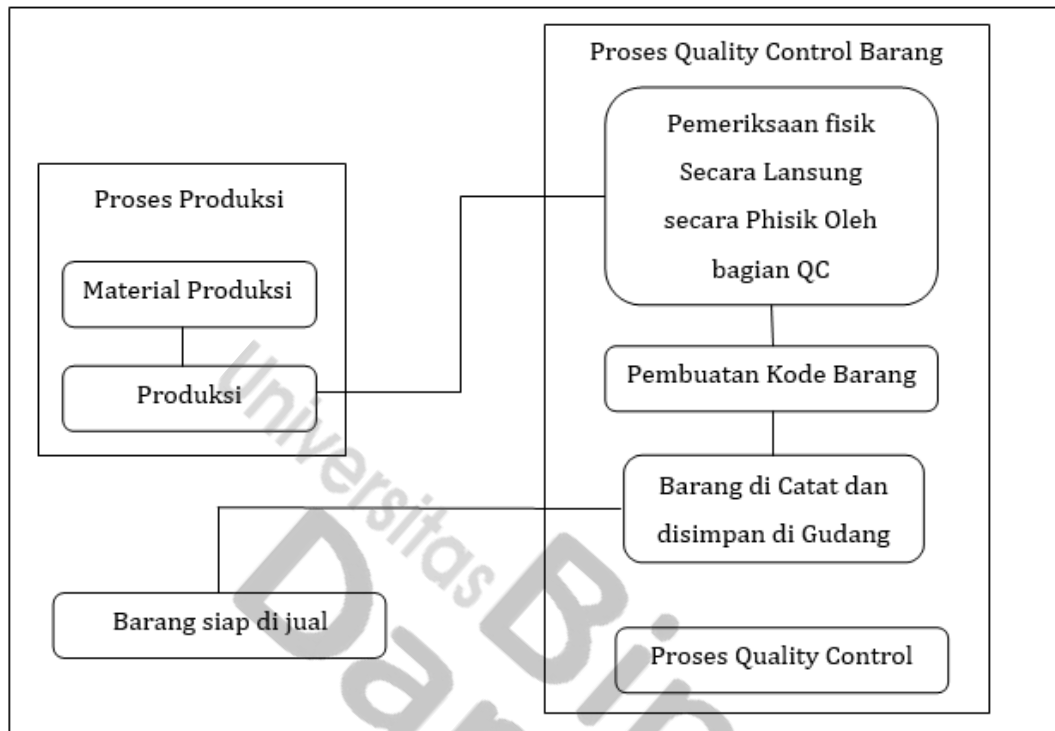 Proses Produksi
Material Produksi
Produksi
Proses Quality Control Barang
Pemeriksaan fisik
Secara Lansung
secara Phisik Oleh
bagian QC
Pembuatan Kode Barang
Barang di Catat dan
disimpan di Gudang
Proses Quality Control
Barang siap di jual
Universitas